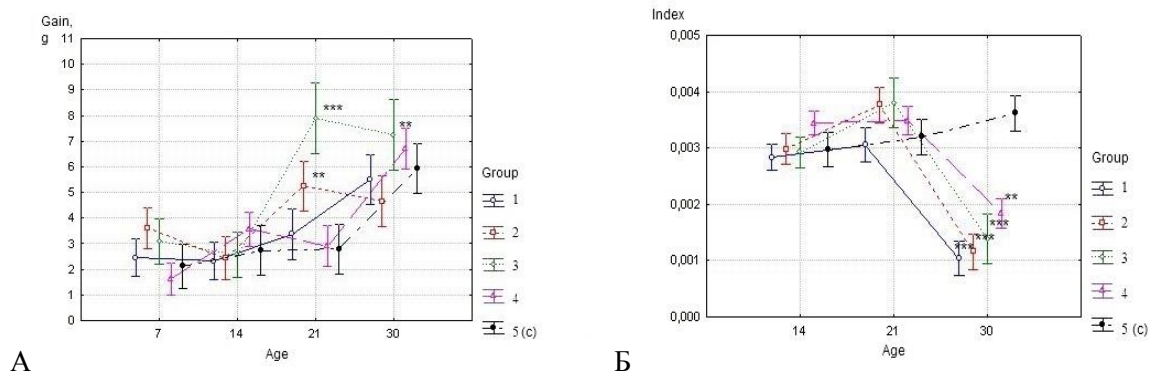 Gain,
g
11
10
9
8
7
6
5
4
3
2
1
0
***
**
**
7 14 21 30
Age
Group
1
2
3
4
5 (c)
А
Index
0,005
0,004
0,003
0,002
0,001
0,000
**
***
***
***
14 21 30
Age
Group
1
2
3
4
5 (c)
Б